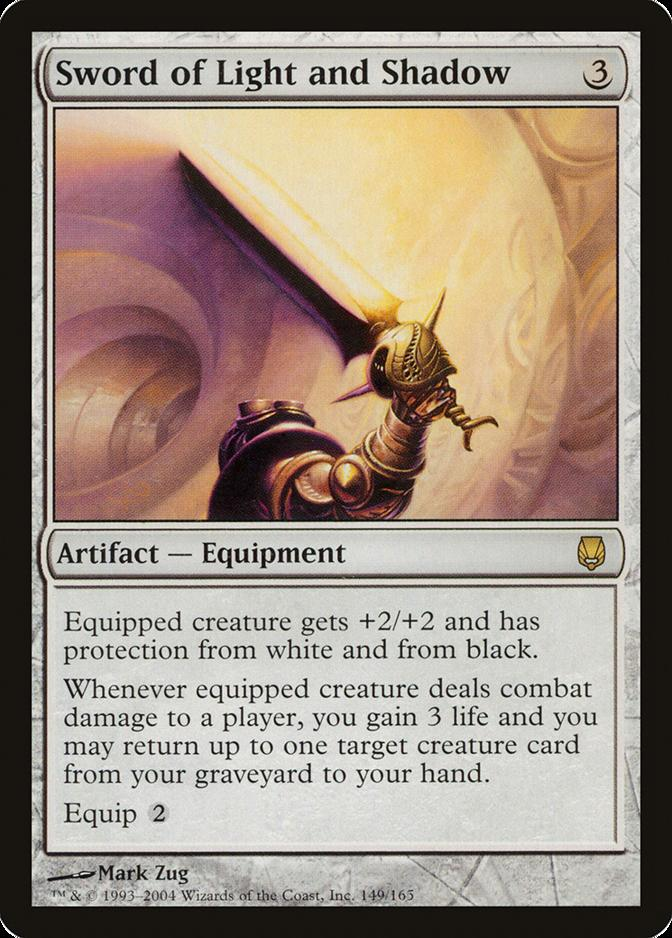 Sword of Light and Shadow 3
Artifact — Equipment
Equipped creature gets +2/+2 and has
protection from white and from black.
Whenever equipped creature deals combat
damage to a player, you gain 3 life and you
may return up to one target creature card
from your graveyard to your hand.
Equip 2
Mark Zug
™ & © 1993–2004 Wizards of the Coast, Inc. 149/165